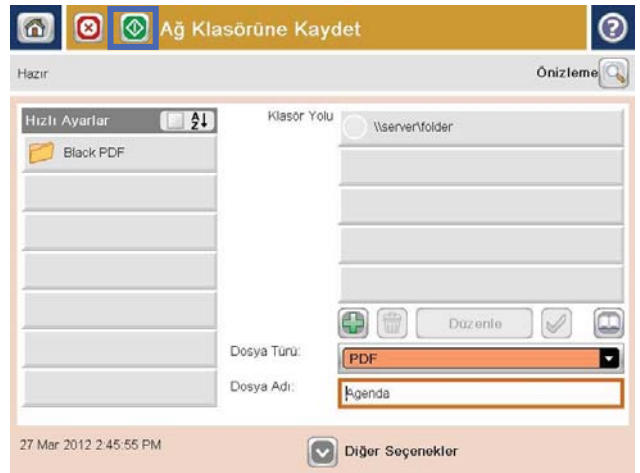 Ağ Klasörüne Kaydet
Hazır
Önizleme
Hızlı Ayarlar
Klasör Yolu
\\server\folder
Black PDF
Düzenle
Dosya Türü:
PDF
Dosya Adı:
Agenda
27 Mar 2012 2:45:55 PM
Diğer Seçenekler